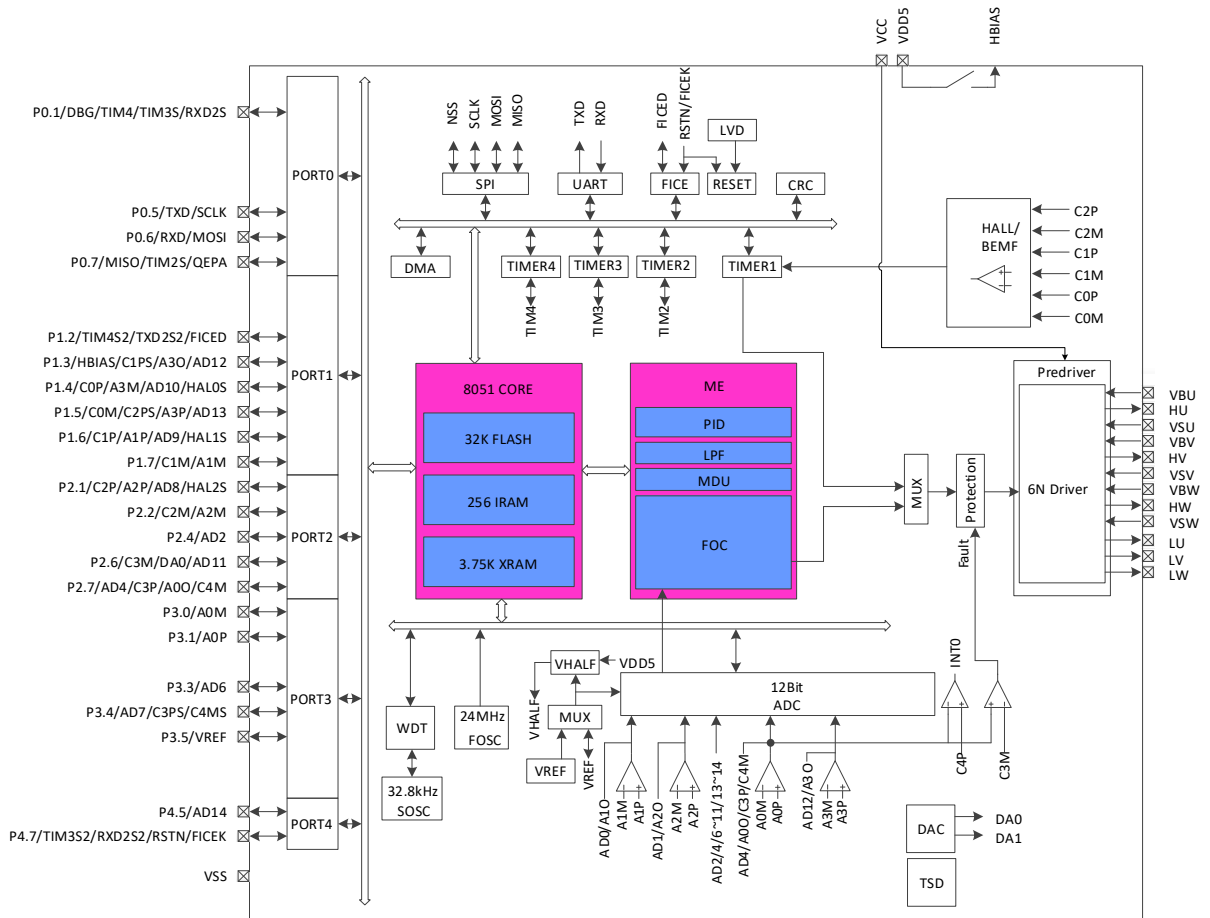 VCC
VDD5
HBIAS
P0.1/DBG/TIM4/TIM3S/RXD2S
P0.5/TXD/SCLK
P0.6/RXD/MOSI
P0.7/MISO/TIM2S/QEPA
P1.2/TIM4S2/TXD2S2/FICED
P1.3/HBIAS/C1PS/A3O/AD12
P1.4/C0P/A3M/AD10/HAL0S
P1.5/C0M/C2PS/A3P/AD13
P1.6/C1P/A1P/AD9/HAL1S
P1.7/C1M/A1M
P2.1/C2P/A2P/AD8/HAL2S
P2.2/C2M/A2M
P2.4/AD2
P2.6/C3M/DA0/AD11
P2.7/AD4/C3P/A0O/C4M
P3.0/A0M
P3.1/A0P
P3.3/AD6
P3.4/AD7/C3PS/C4MS
P3.5/VREF
P4.5/AD14
P4.7/TIM3S2/RXD2S2/RSTN/FICEK
VSS
PORT0
PORT1
PORT2
PORT3
PORT4
NSS
SCLK
MOSI
MISO
TXD
RXD
FICED
RSTN/FICEK
LVD
SPI
UART
FICE
RESET
CRC
DMA
TIMER4
TIMER3
TIMER2
TIMER1
TIM4
TIM3
TIM2
HALL/
BEMF
C2P
C2M
C1P
C1M
C0P
C0M
8051 CORE
32K FLASH
256 IRAM
3.75K XRAM
ME
PID
LPF
MDU
FOC
MUX
Protection
Fault
Predriver
6N Driver
VBU
HU
VSU
VBV
HV
VSV
VBW
HW
VSW
LU
LV
LW
WDT
32.8kHz
SOSC
24MHz
FOSC
VHALF
VDD5
VHALF
MUX
VREF
VREF
12Bit
ADC
AD0/A1O
A1M
A1P
AD1/A2O
A2M
A2P
AD2/4/6~11/13~14
AD4/A0O/C3P/C4M
A0M
A0P
AD12/A3O
A3M
A3P
INT0
C4P
C3M
DAC
DA0
DA1
TSD